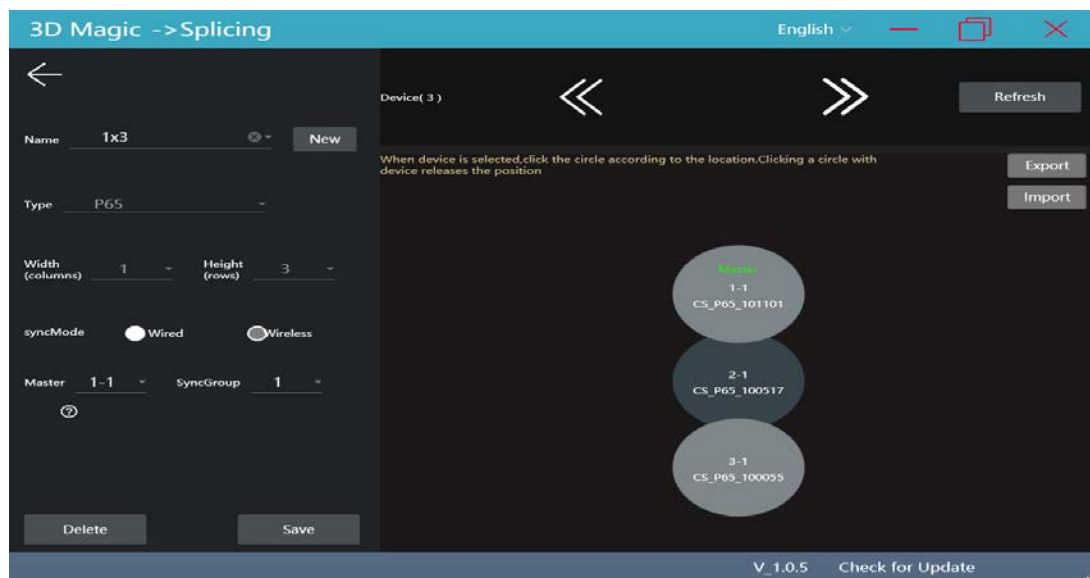 3D Magic ->Splicing
English
Device( 3 )
Refresh
Name 1x3 New
When device is selected,click the circle according to the location.Clicking a circle with
device releases the position
Export
Import
Type P65
Width
(columns) 1
Height
(rows) 3
syncMode Wired Wireless
Master 1-1 SyncGroup 1
Master
1-1
CS_P65_101101
2-1
CS_P65_100517
3-1
CS_P65_100055
Delete Save
V_1.0.5 Check for Update